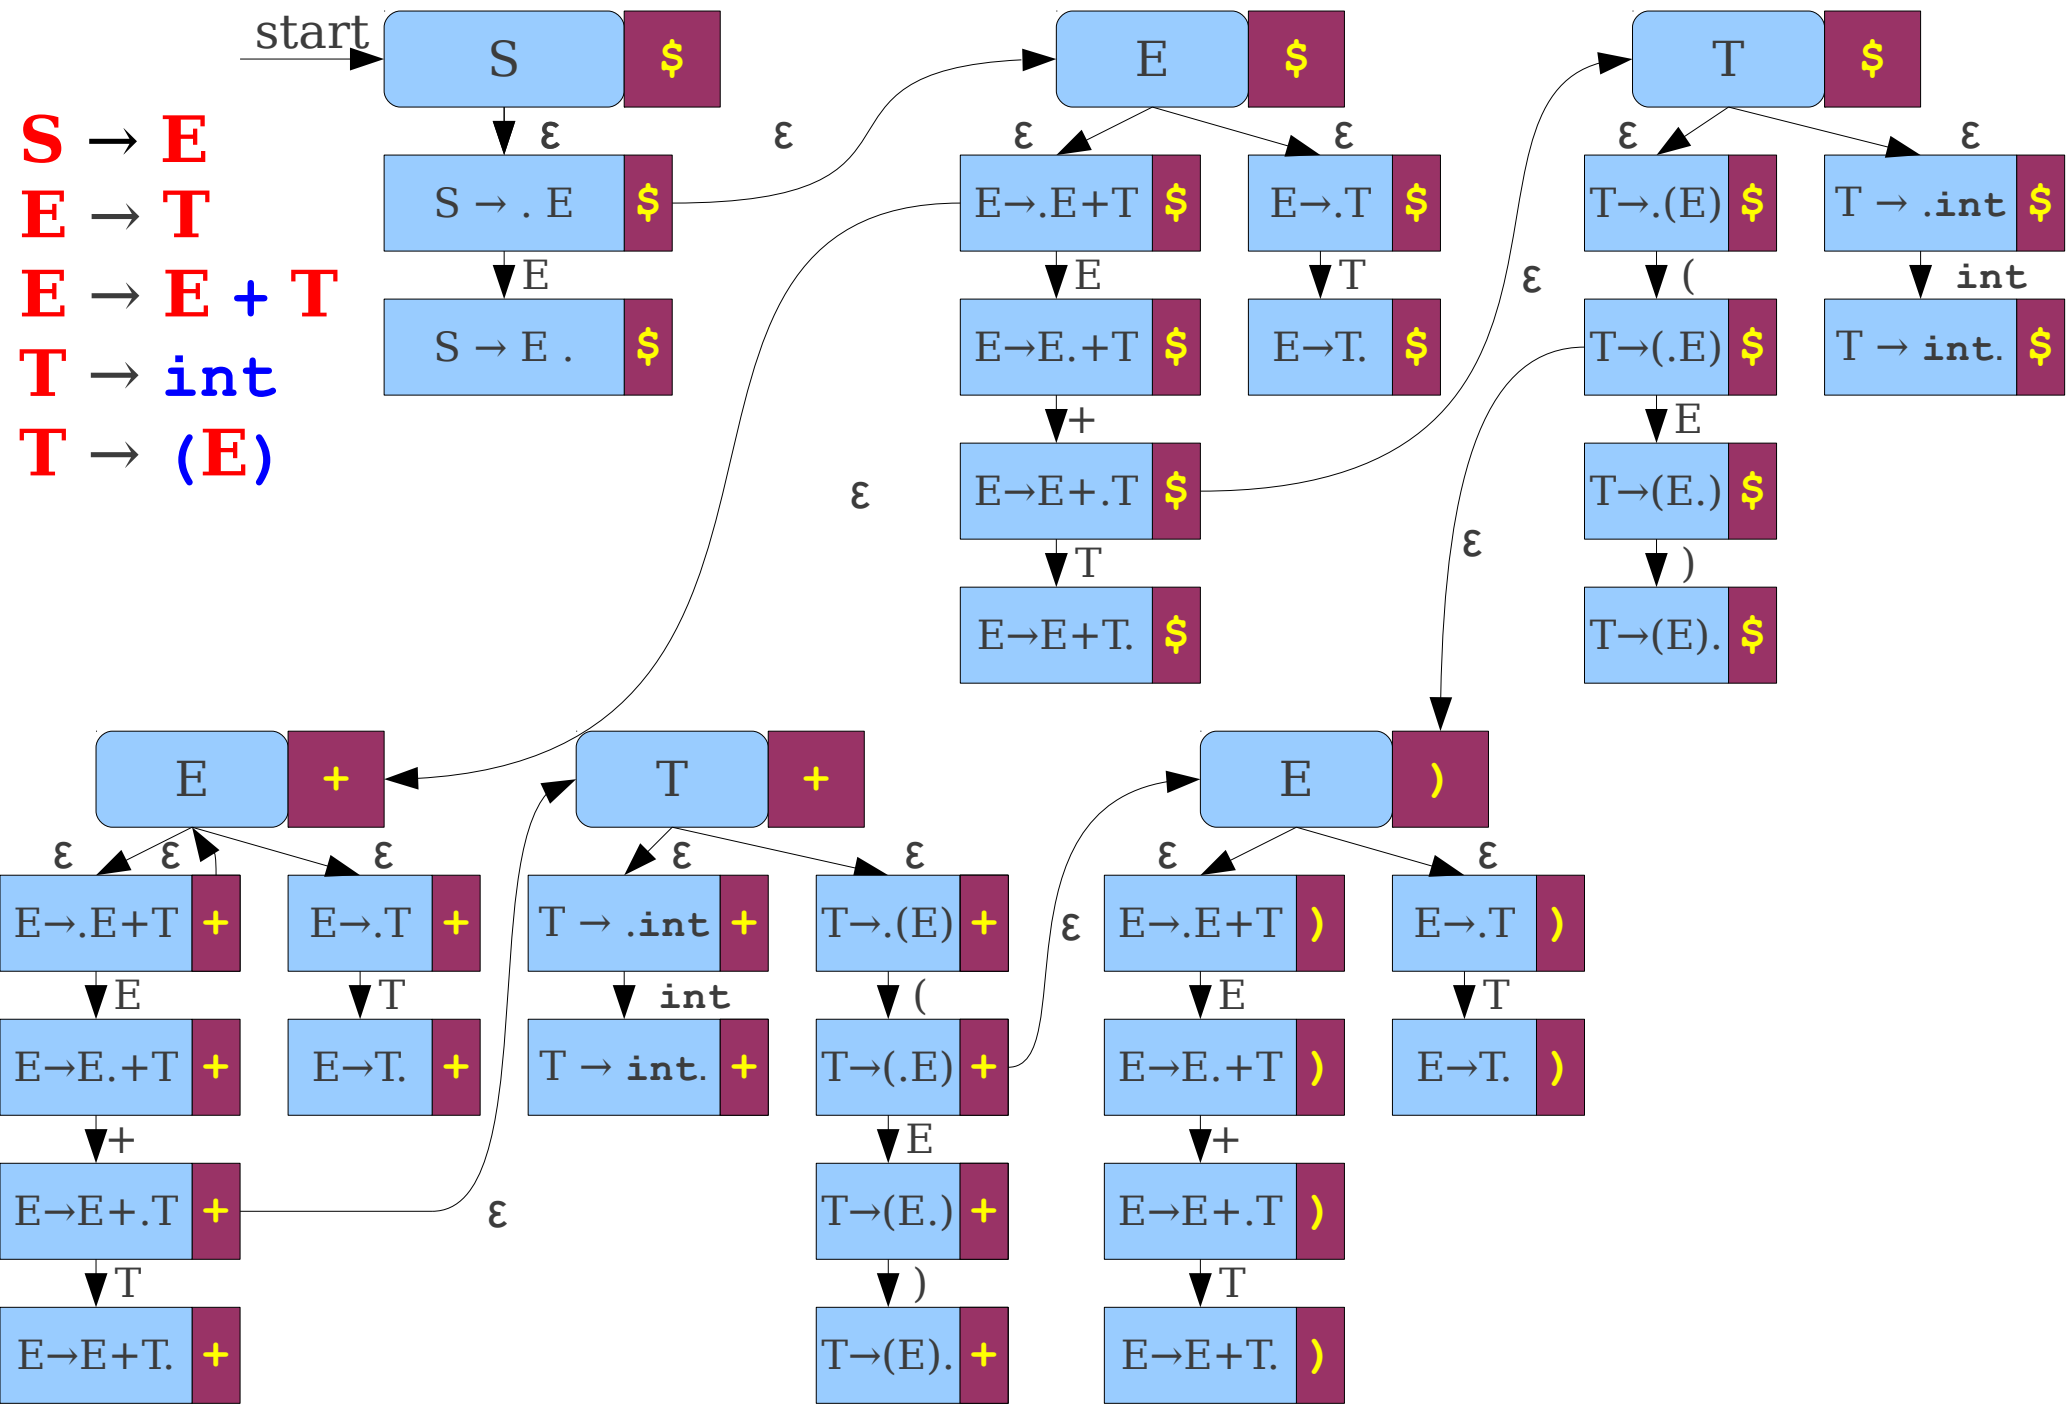 start
S $ E $ T $
ε ε ε ε ε ε
S → E
S → . E $ E→.E+T $ E→.T $ T→.(E) $ T → .int $
E → T
E E T ε ( int
E → E + T
S → E . $ E→E.+T $ E→T. $ T→(.E) $ T → int. $
T → int
+ E
T → (E)
ε E→E+.T $ T→(E.) $
T ε )
E→E+T. $ T→(E). $
E + T + E )
ε ε ε ε ε ε ε
E→.E+T + E→.T + T → .int + T→.(E) + ε E→.E+T ) E→.T )
E T int ( E T
E→E.+T + E→T. + T → int. + T→(.E) + E→E.+T ) E→T. )
+ E +
E→E+.T + ε T→(E.) + E→E+.T )
T ) T
E→E+T. + T→(E). + E→E+T. )